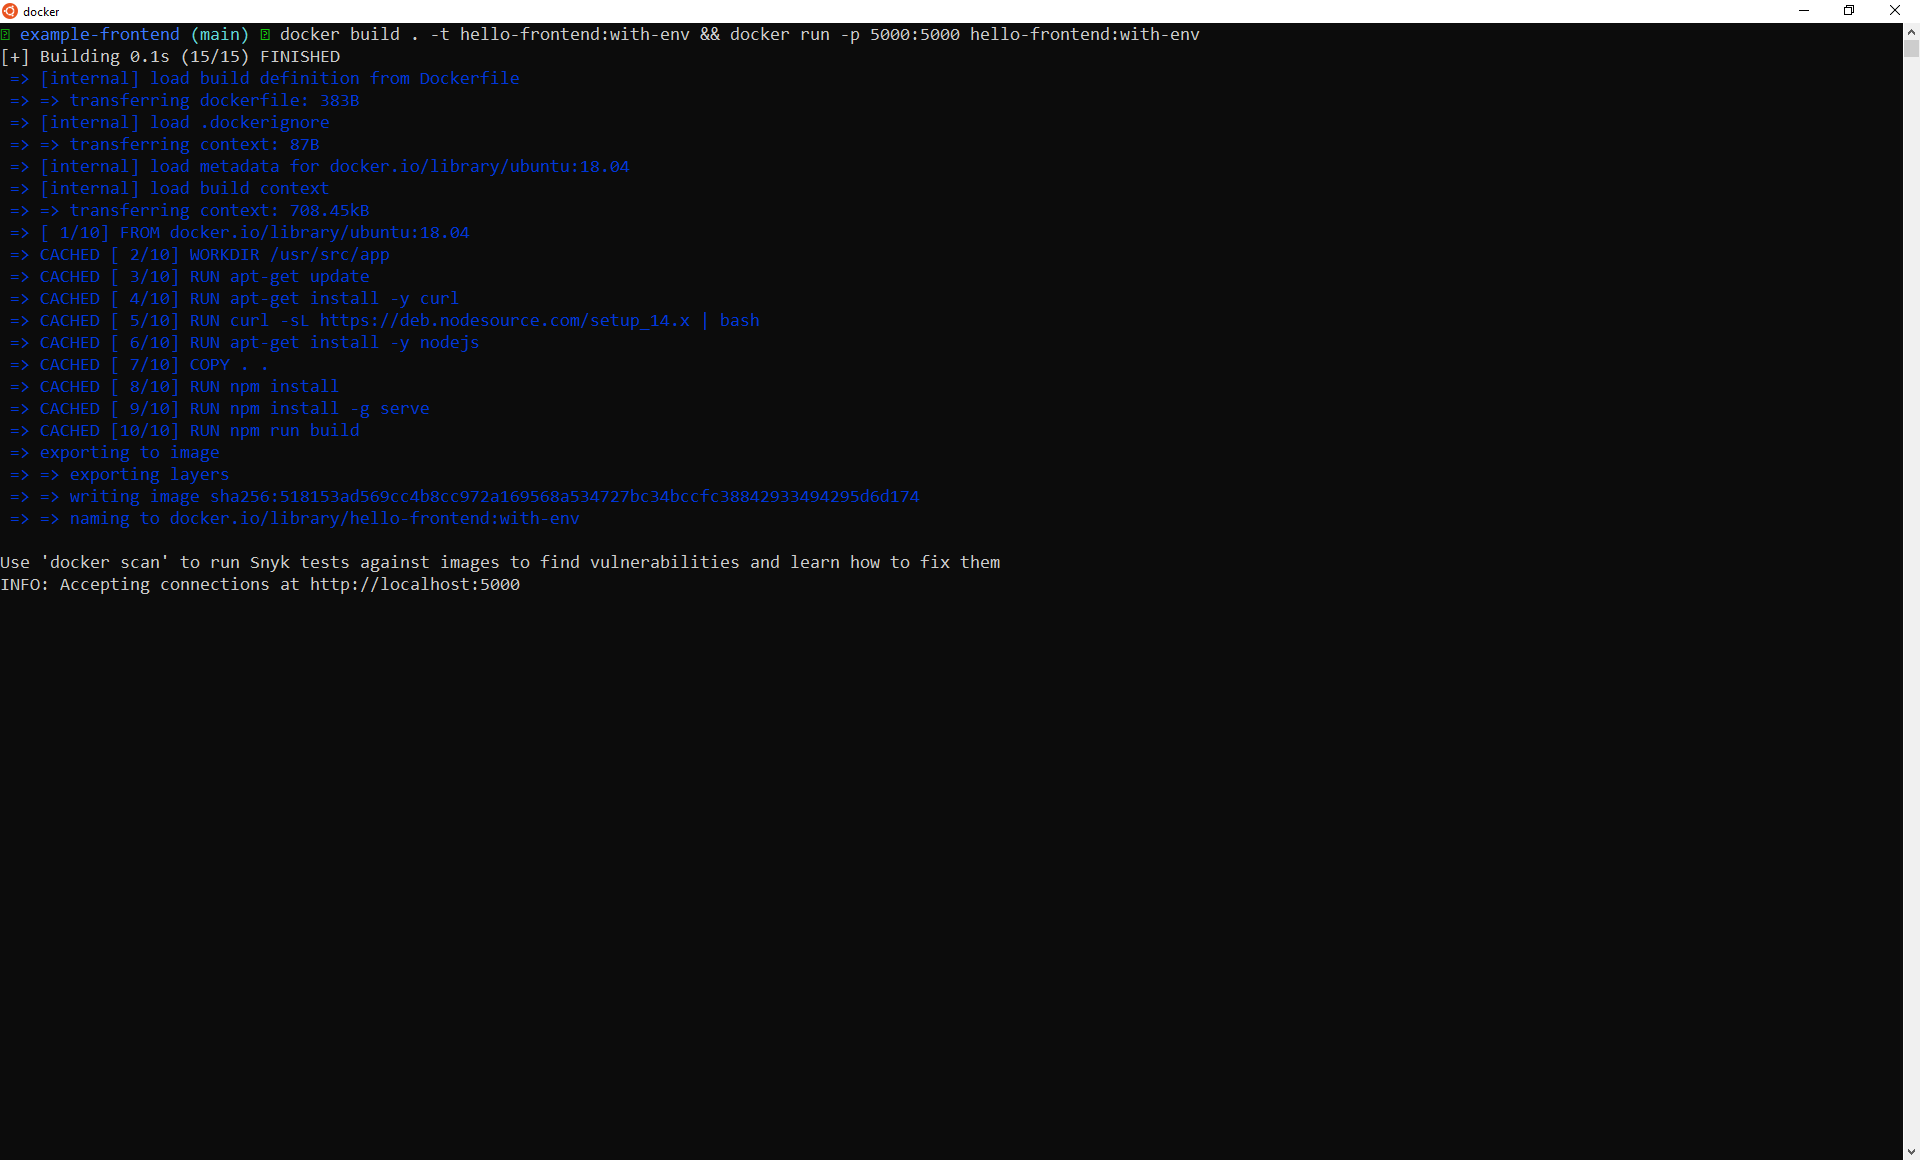 docker
example-frontend (main) docker build . -t hello-frontend:with-env && docker run -p 5000:5000 hello-frontend:with-env
[+] Building 0.1s (15/15) FINISHED
=> [internal] load build definition from Dockerfile
=> => transferring dockerfile: 383B
=> [internal] load .dockerignore
=> => transferring context: 87B
=> [internal] load metadata for docker.io/library/ubuntu:18.04
=> [internal] load build context
=> => transferring context: 708.45kB
=> [ 1/10] FROM docker.io/library/ubuntu:18.04
=> CACHED [ 2/10] WORKDIR /usr/src/app
=> CACHED [ 3/10] RUN apt-get update
=> CACHED [ 4/10] RUN apt-get install -y curl
=> CACHED [ 5/10] RUN curl -sL https://deb.nodesource.com/setup_14.x | bash
=> CACHED [ 6/10] RUN apt-get install -y nodejs
=> CACHED [ 7/10] COPY . .
=> CACHED [ 8/10] RUN npm install
=> CACHED [ 9/10] RUN npm install -g serve
=> CACHED [10/10] RUN npm run build
=> exporting to image
=> => exporting layers
=> => writing image sha256:518153ad569cc4b8cc972a169568a534727bc34bccfc38842933494295d6d174
=> => naming to docker.io/library/hello-frontend:with-env
Use 'docker scan' to run Snyk tests against images to find vulnerabilities and learn how to fix them
INFO: Accepting connections at http://localhost:5000